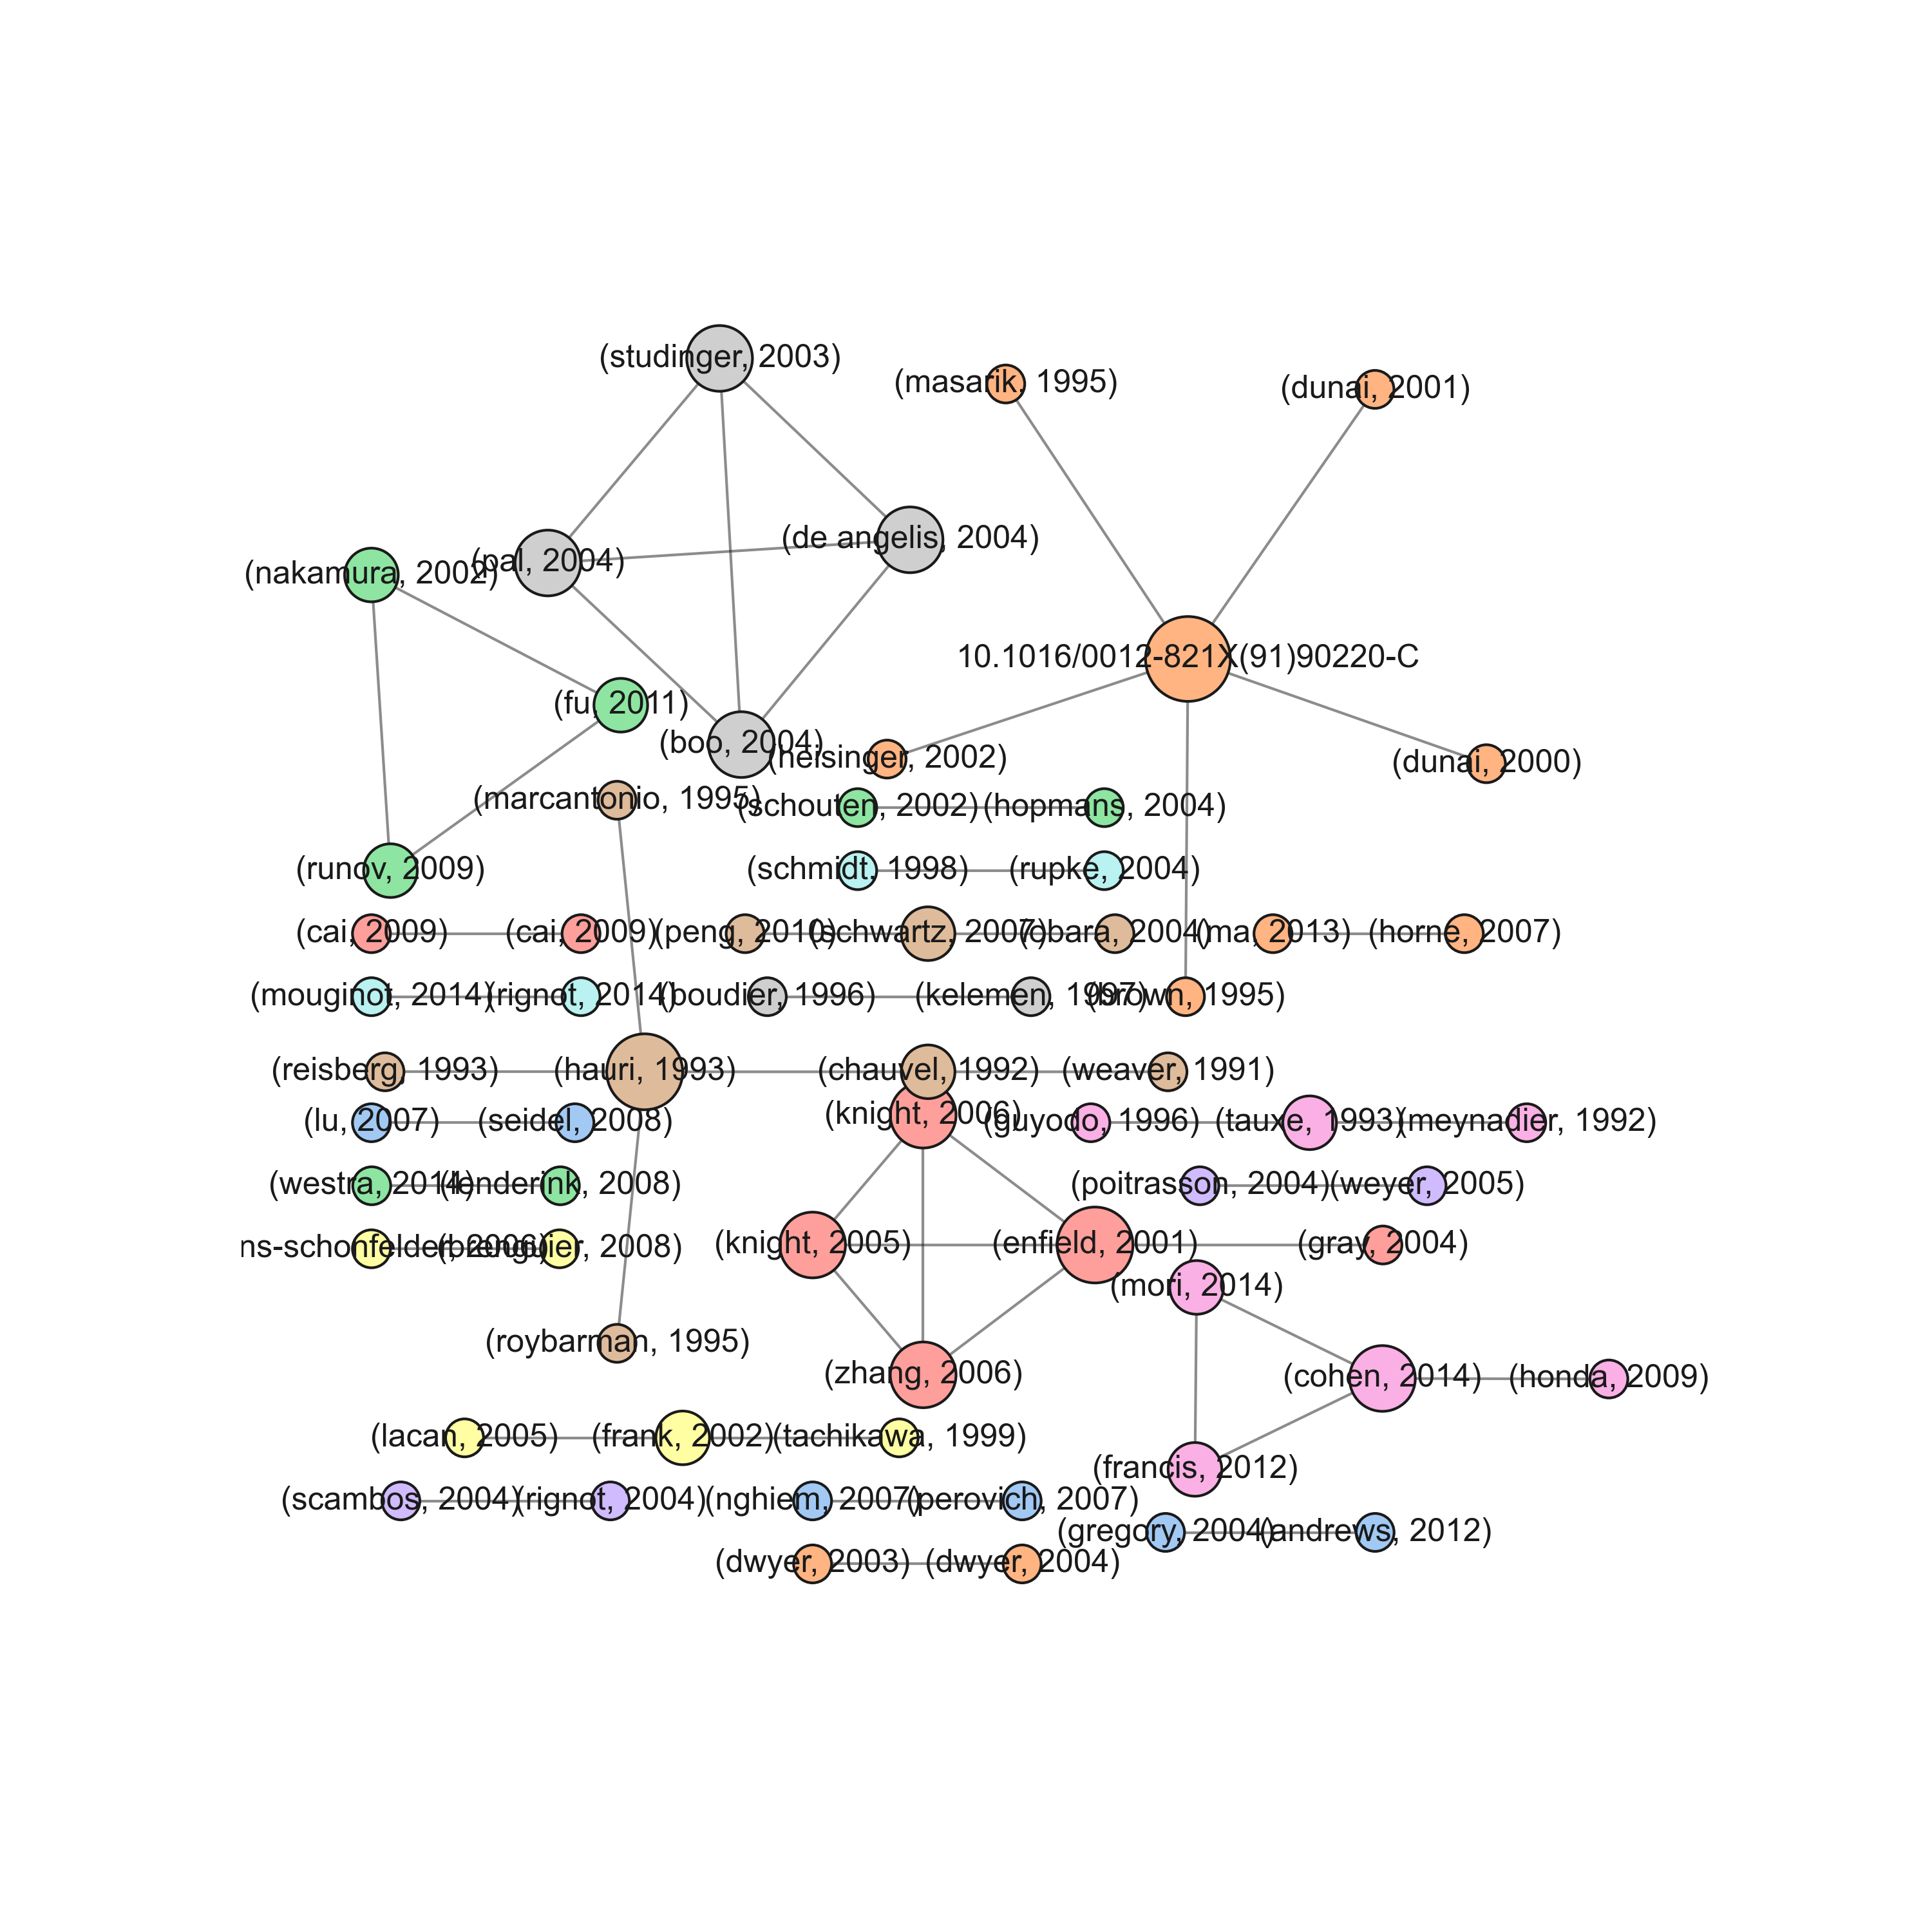 (studinger, 2003)
(masarik, 1995)
(dunai, 2001)
(de angelis, 2004)
(pal, 2004)
(nakamura, 2002)
10.1016/0012-821X(91)90220-C
(fu, 2011)
(boo, 2004)
(heisinger, 2002)
(dunai, 2000)
(marcantonio, 1995)
(schouten, 2002)
(hopmans, 2004)
(runov, 2009)
(schmidt, 1998)
(rupke, 2004)
(cai, 2009)
(cai, 2009)
(peng, 2010)
(schwartz, 2007)
(obara, 2004)
(ma, 2013)
(horne, 2007)
(mouginot, 2014)
(rignot, 2014)
(boudier, 1996)
(kelemen, 1997)
(brown, 1995)
(reisberg, 1993)
(hauri, 1993)
(chauvel, 1992)
(weaver, 1991)
(lu, 2007)
(seidel, 2008)
(knight, 2006)
(guyodo, 1996)
(tauxe, 1993)
(meynadier, 1992)
(westra, 2014)
(lenderink, 2008)
(poitrasson, 2004)
(weyer, 2005)
ns-schonfelder, 2006)
(brenguier, 2008)
(knight, 2005)
(enfield, 2001)
(gray, 2004)
(mori, 2014)
(roybarman, 1995)
(zhang, 2006)
(cohen, 2014)
(honda, 2009)
(lacan, 2005)
(frank, 2002)
(tachikawa, 1999)
(francis, 2012)
(scambos, 2004)
(rignot, 2004)
(nghiem, 2007)
(perovich, 2007)
(gregory, 2004)
(andrews, 2012)
(dwyer, 2003)
(dwyer, 2004)